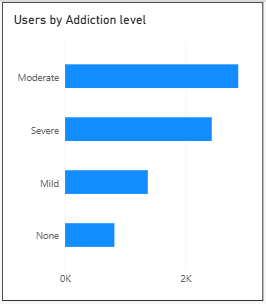 Users by Addiction level
Moderate
Severe
Mild
None
0K 2K